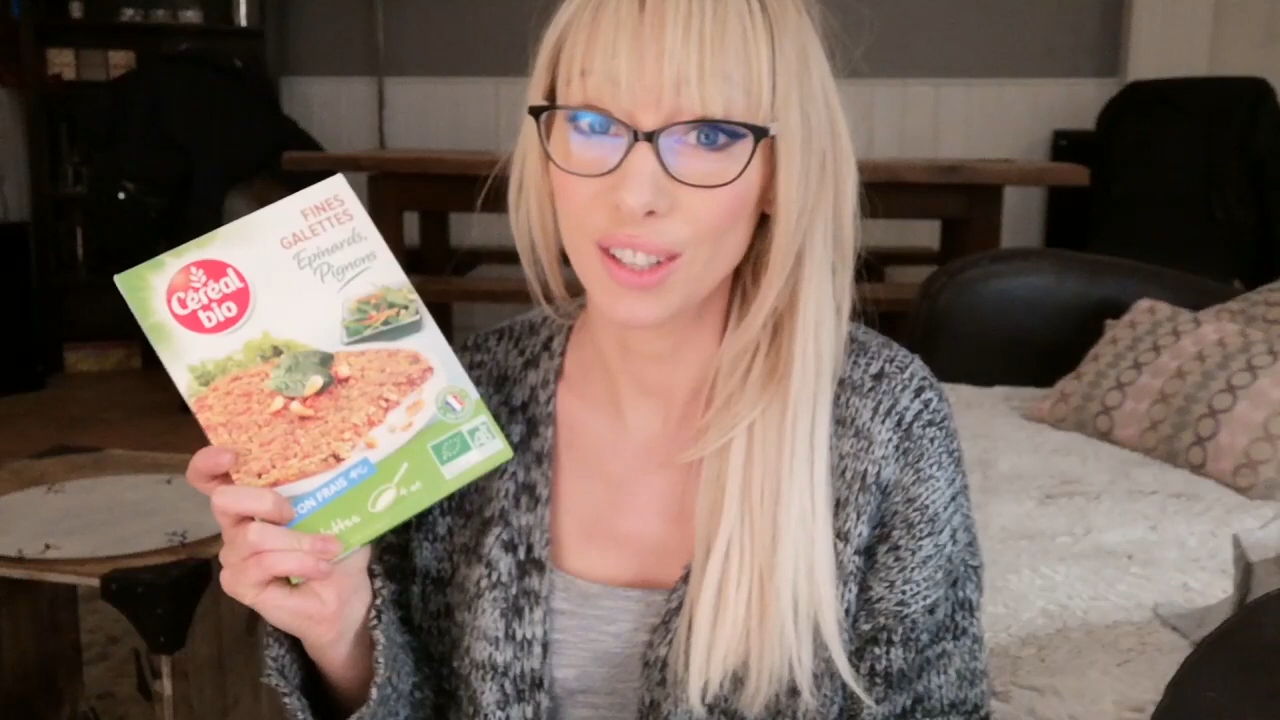 FINES
GALETTES
Epinards,
Pignons
Céréal
bio
AB